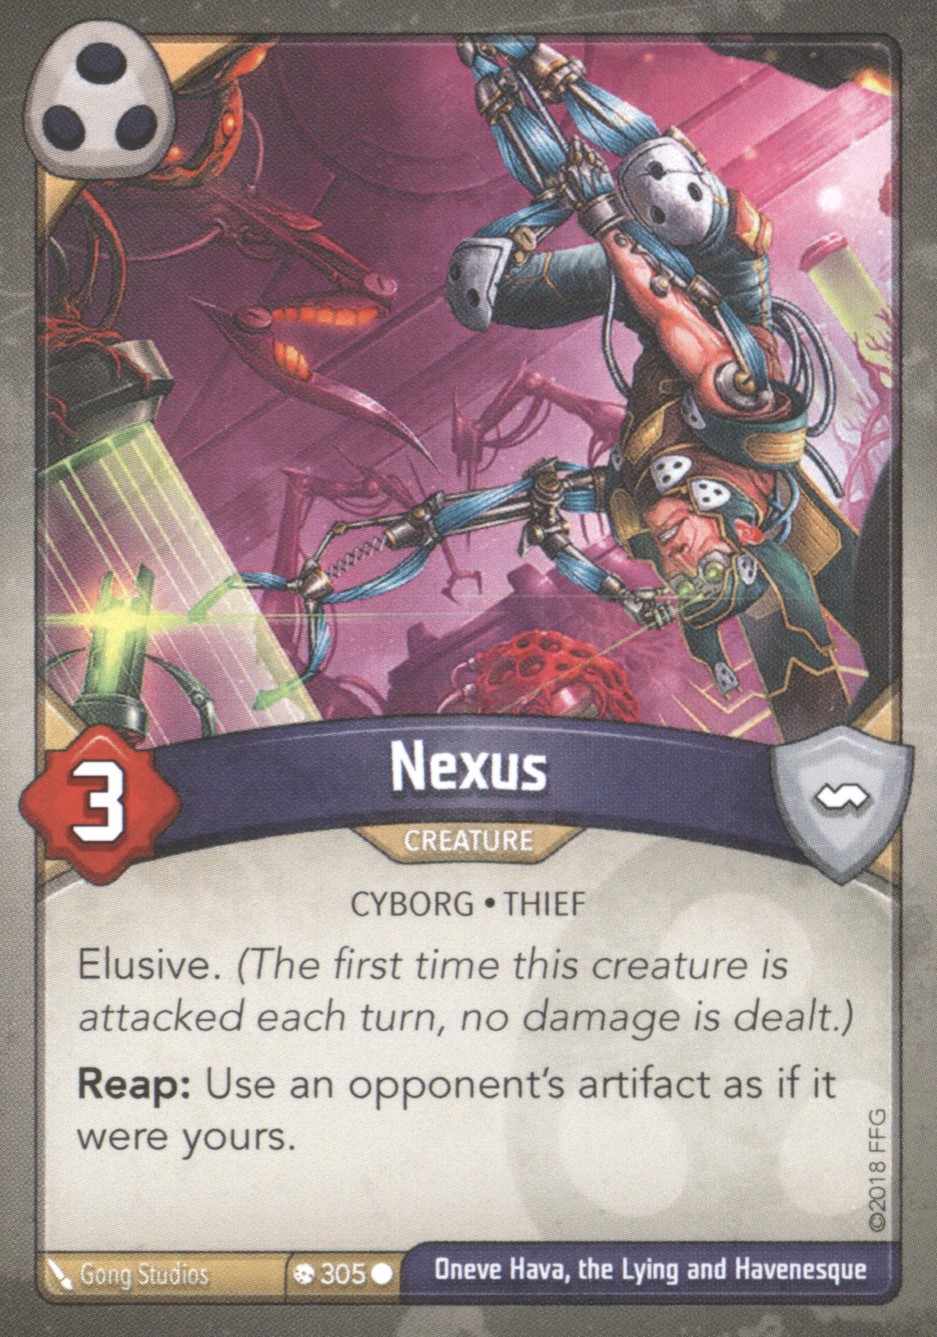 3
Nexus
CREATURE
CYBORG • THIEF
Elusive. (The first time this creature is
attacked each turn, no damage is dealt.)
Reap: Use an opponent's artifact as if it
were yours.
©2018 FFG
Gong Studios
305
Oneve Hava, the Lying and Havenesque